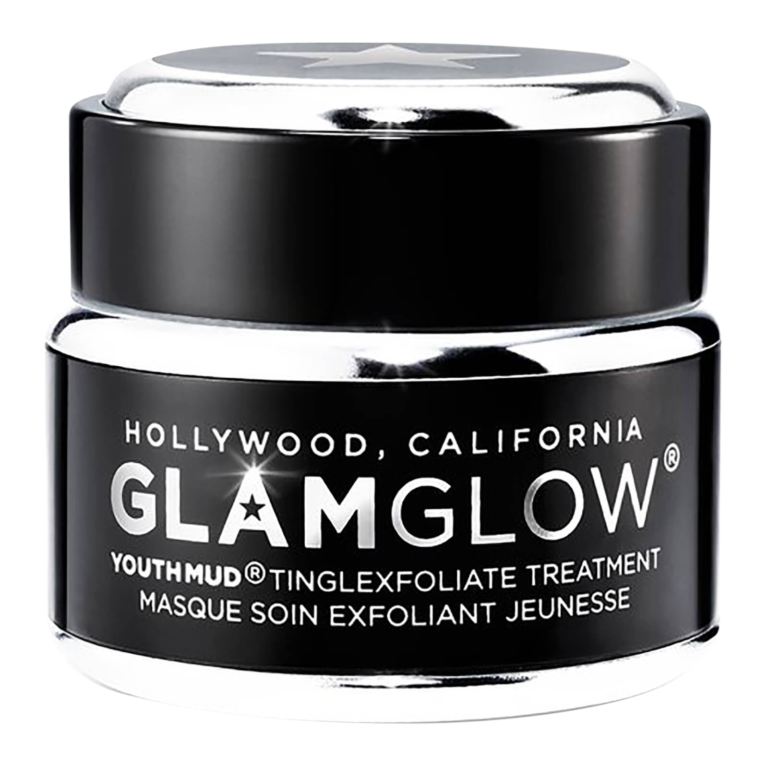 HOLLYWOOD, CALIFORNIA
GLAMGLOW®
YOUTHMUD® TINGLEXFOLIATE TREATMENT
MASQUE SOIN EXFOLIANT JEUNESSE